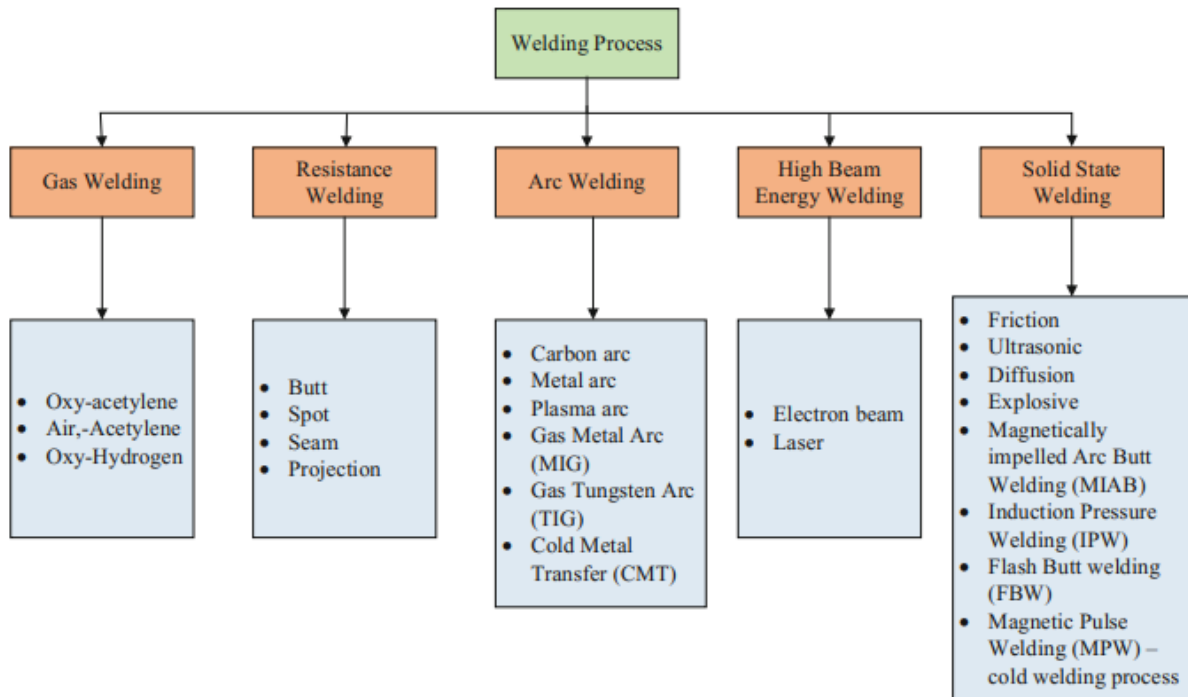 Welding Process
Gas Welding
Resistance
Welding
Arc Welding
High Beam
Energy Welding
Solid State
Welding
• Oxy-acetylene
• Air,-Acetylene
• Oxy-Hydrogen
• Butt
• Spot
• Seam
• Projection
• Carbon arc
• Metal arc
• Plasma arc
• Gas Metal Arc
(MIG)
• Gas Tungsten Arc
(TIG)
• Cold Metal
Transfer (CMT)
• Electron beam
• Laser
• Friction
• Ultrasonic
• Diffusion
• Explosive
• Magnetically
impelled Arc Butt
Welding (MIAB)
• Induction Pressure
Welding (IPW)
• Flash Butt welding
(FBW)
• Magnetic Pulse
Welding (MPW) –
cold welding process